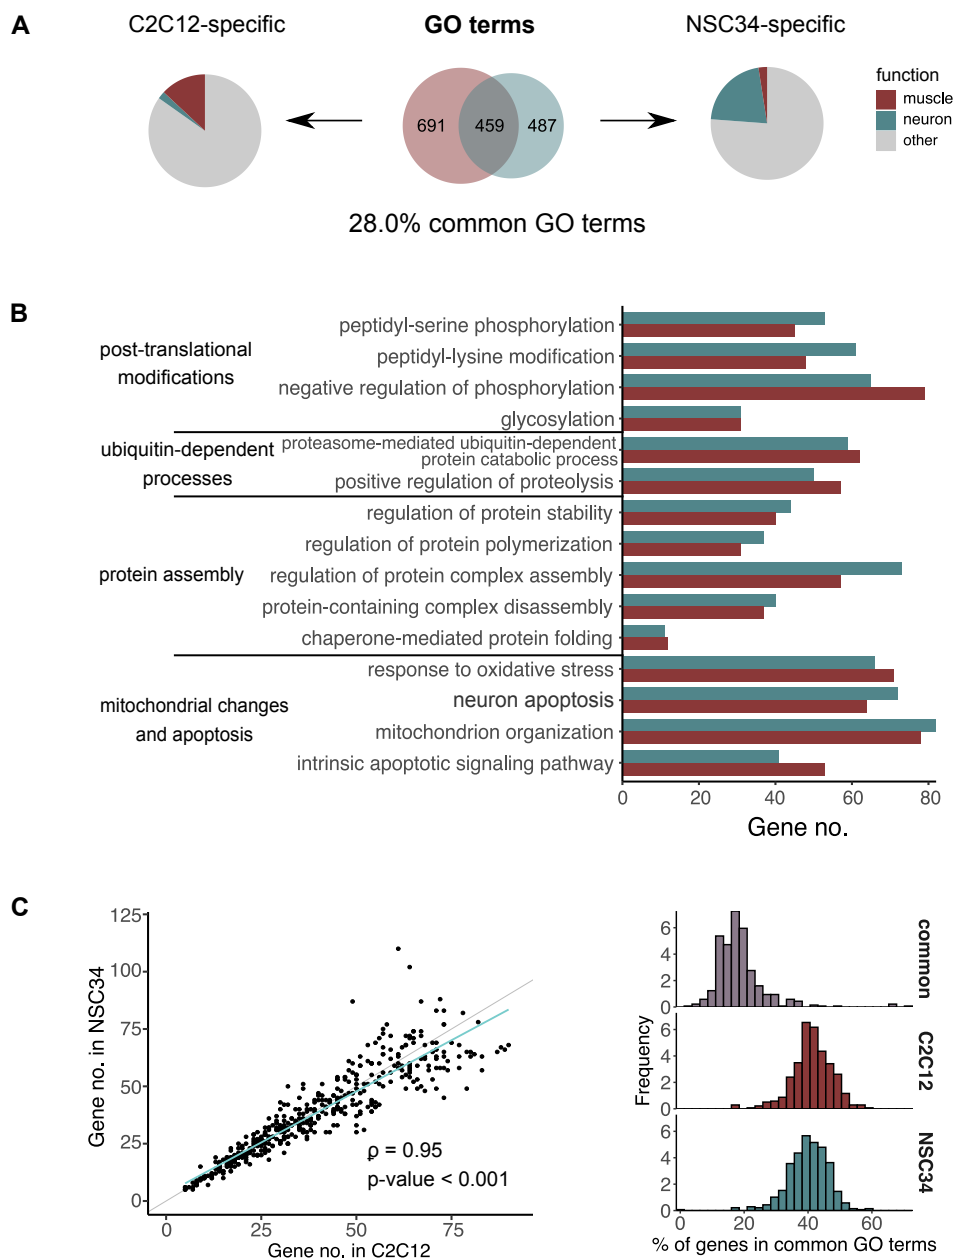 A
C2C12-specific
GO terms
NSC34-specific
function
muscle
neuron
other
691
459
487
28.0% common GO terms
B
post-translational
modifications
peptidyl-serine phosphorylation
peptidyl-lysine modification
negative regulation of phosphorylation
glycosylation
ubiquitin-dependent
processes
proteasome-mediated ubiquitin-dependent
protein catabolic process
positive regulation of proteolysis
protein assembly
regulation of protein stability
regulation of protein polymerization
regulation of protein complex assembly
protein-containing complex disassembly
chaperone-mediated protein folding
mitochondrial changes
and apoptosis
response to oxidative stress
neuron apoptosis
mitochondrion organization
intrinsic apoptotic signaling pathway
0 20 40 60 80
Gene no.
C
125
100
75
50
25
0
Gene no. in NSC34
ρ = 0.95
p-value < 0.001
0 25 50 75
Gene no. in C2C12
Frequency
6
4
2
0
common
6
4
2
0
C2C12
6
4
2
0
NSC34
0 20 40 60
% of genes in common GO terms